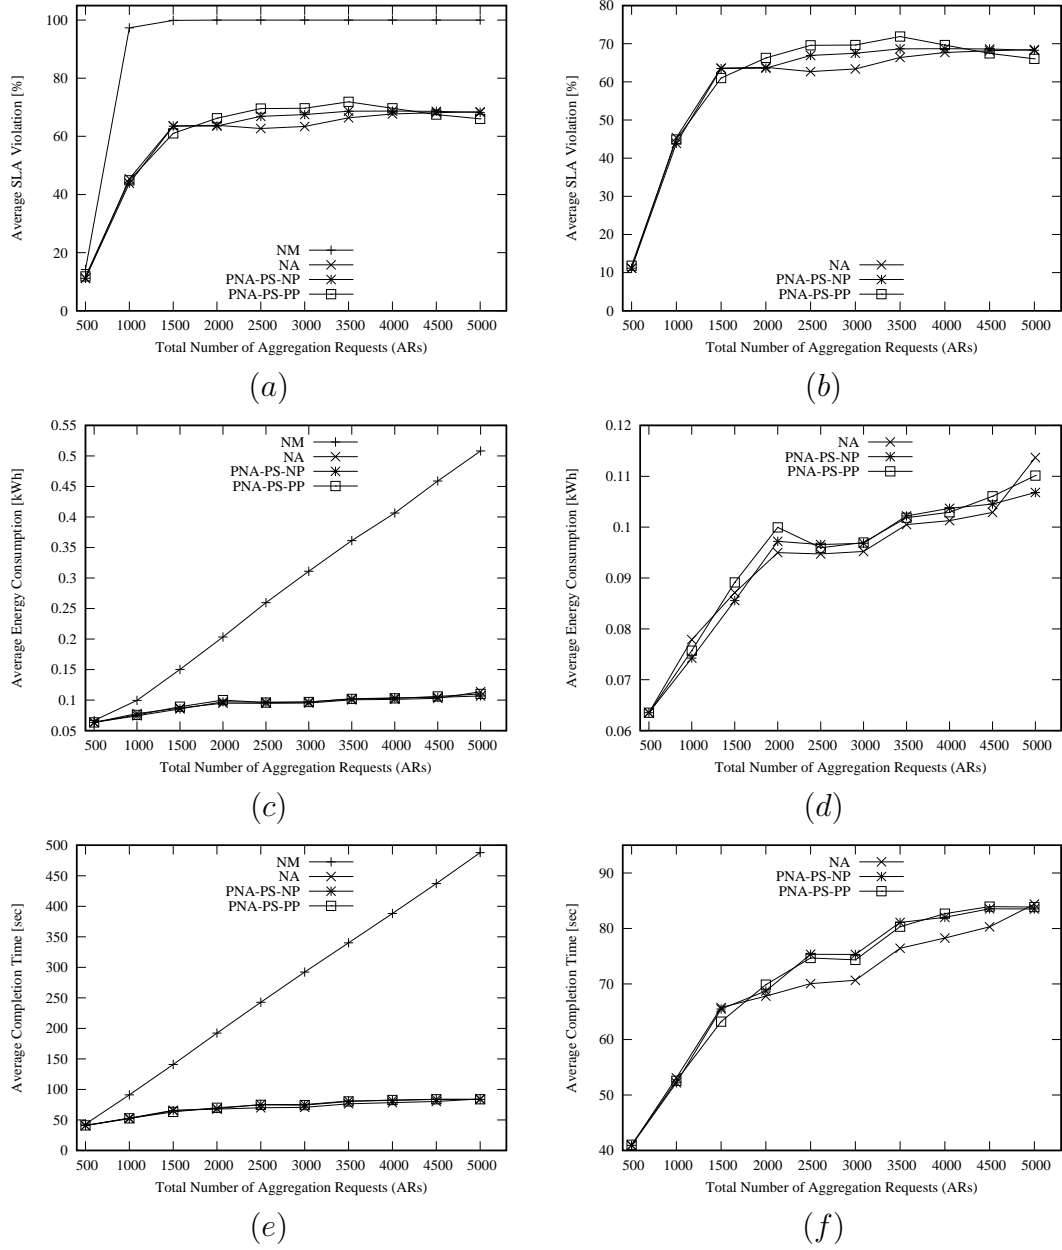 100
80
60
40
20
0
Average SLA Violation [%]
NM
NA
PNA-PS-NP
PNA-PS-PP
500 1000 1500 2000 2500 3000 3500 4000 4500 5000
Total Number of Aggregation Requests (ARs)
(a)
80
70
60
50
40
30
20
10
0
Average SLA Violation [%]
NA
PNA-PS-NP
PNA-PS-PP
500 1000 1500 2000 2500 3000 3500 4000 4500 5000
Total Number of Aggregation Requests (ARs)
(b)
0.55
0.5
0.45
0.4
0.35
0.3
0.25
0.2
0.15
0.1
0.05
Average Energy Consumption [kWh]
NM
NA
PNA-PS-NP
PNA-PS-PP
500 1000 1500 2000 2500 3000 3500 4000 4500 5000
Total Number of Aggregation Requests (ARs)
(c)
0.12
0.11
0.1
0.09
0.08
0.07
0.06
Average Energy Consumption [kWh]
NA
PNA-PS-NP
PNA-PS-PP
500 1000 1500 2000 2500 3000 3500 4000 4500 5000
Total Number of Aggregation Requests (ARs)
(d)
500
450
400
350
300
250
200
150
100
50
0
Average Completion Time [sec]
NM
NA
PNA-PS-NP
PNA-PS-PP
500 1000 1500 2000 2500 3000 3500 4000 4500 5000
Total Number of Aggregation Requests (ARs)
(e)
90
80
70
60
50
40
Average Completion Time [sec]
NA
PNA-PS-NP
PNA-PS-PP
500 1000 1500 2000 2500 3000 3500 4000 4500 5000
Total Number of Aggregation Requests (ARs)
(f)